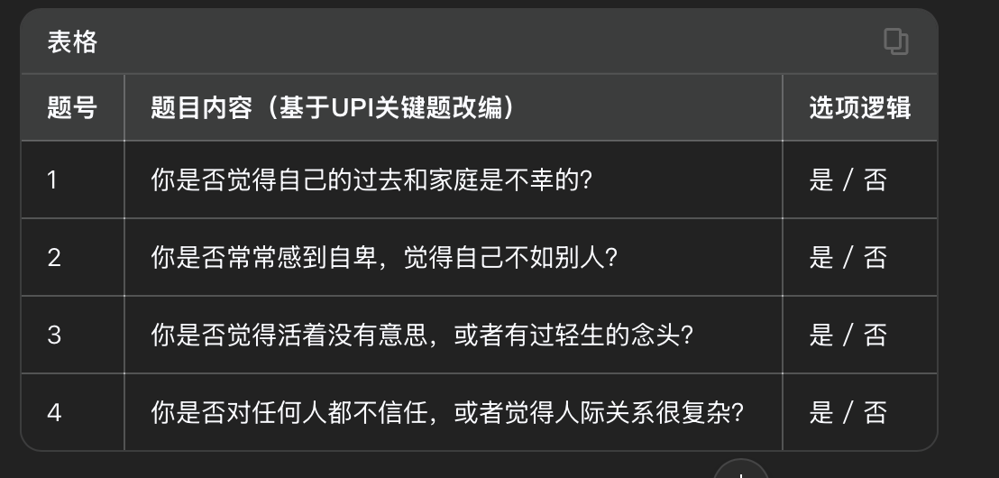 表格
题号 题目内容（基于UPI关键题改编） 选项逻辑
1 你是否觉得自己的过去和家庭是不幸的? 是 / 否
2 你是否常常感到自卑，觉得自己不如别人? 是 / 否
3 你是否觉得活着没有意思，或者有过轻生的念头? 是 / 否
4 你是否对任何人都不信任，或者觉得人际关系很复杂? 是 / 否